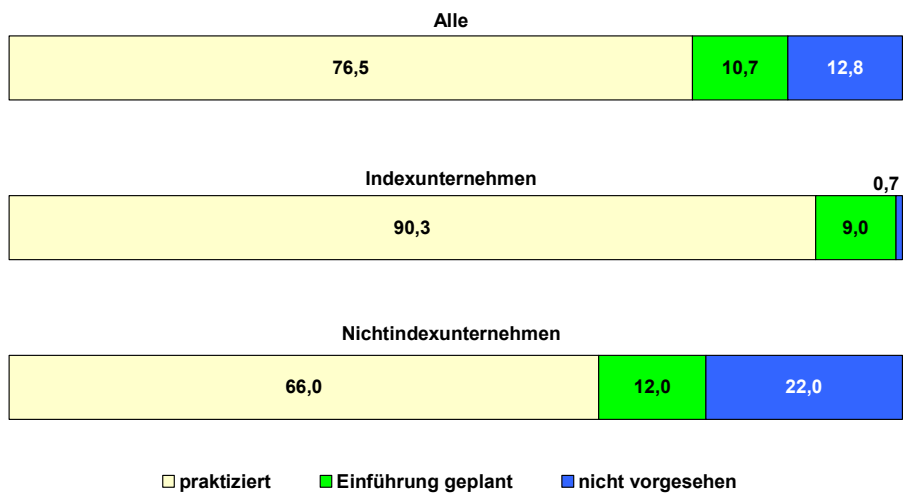 Alle
76,5 10,7 12,8
Indexunternehmen
0,7
90,3 9,0
Nichtindexunternehmen
66,0 12,0 22,0
praktiziert Einführung geplant nicht vorgesehen